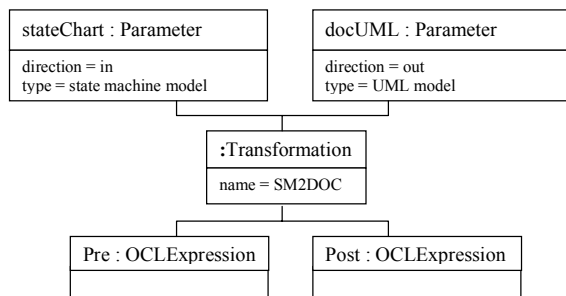 stateChart : Parameter
direction = in
type = state machine model
docUML : Parameter
direction = out
type = UML model
:Transformation
name = SM2DOC
Pre : OCLExpression
Post : OCLExpression